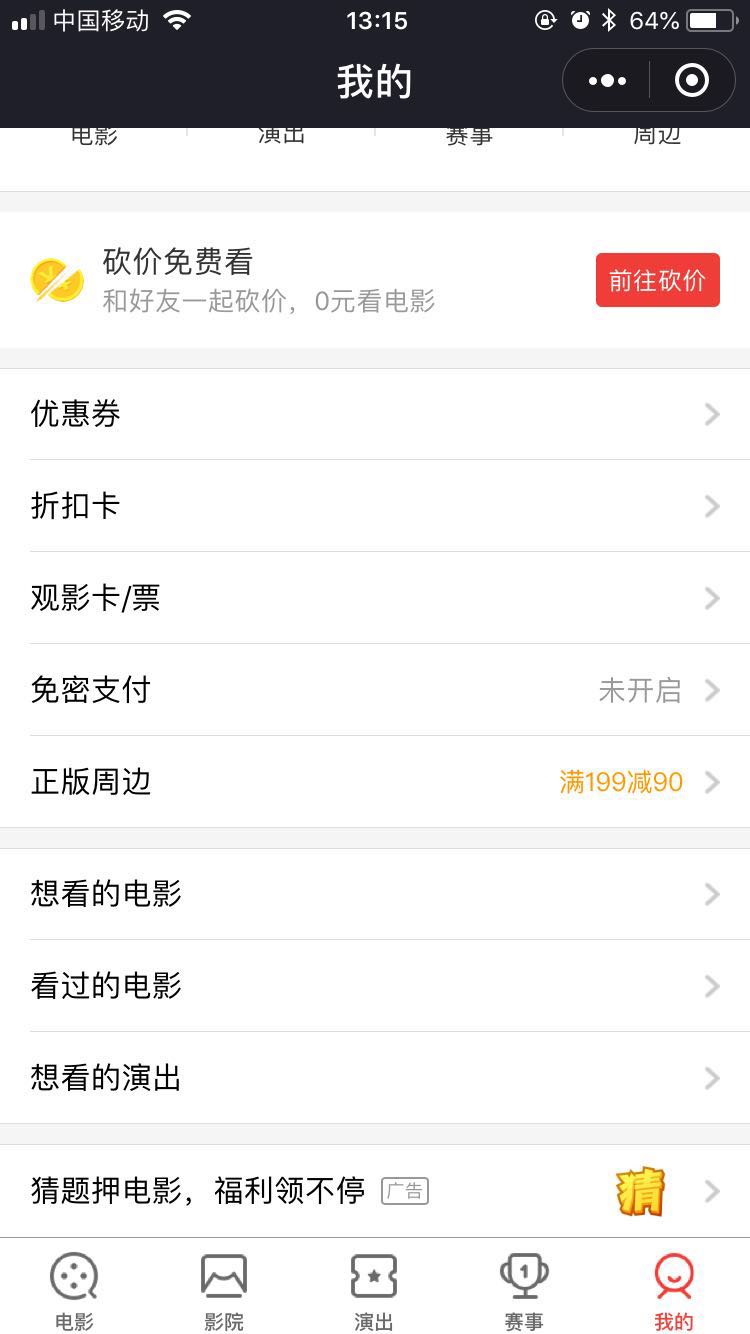 中国移动 13:15 64%
我的
电影 演出 赛事 周边
砍价免费看
和好友一起砍价，0元看电影
前往砍价
优惠券
折扣卡
观影卡/票
免密支付 未开启
正版周边 满199减90
想看的电影
看过的电影
想看的演出
猜题押电影，福利领不停 广告 猜
电影 影院 演出 赛事 我的